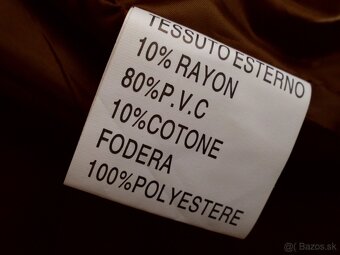 TESSUTO ESTERNO
10% RAYON
80%P.V.C
10%COTONE
FODERA
100%POLYESTERE
@( Bazos.sk